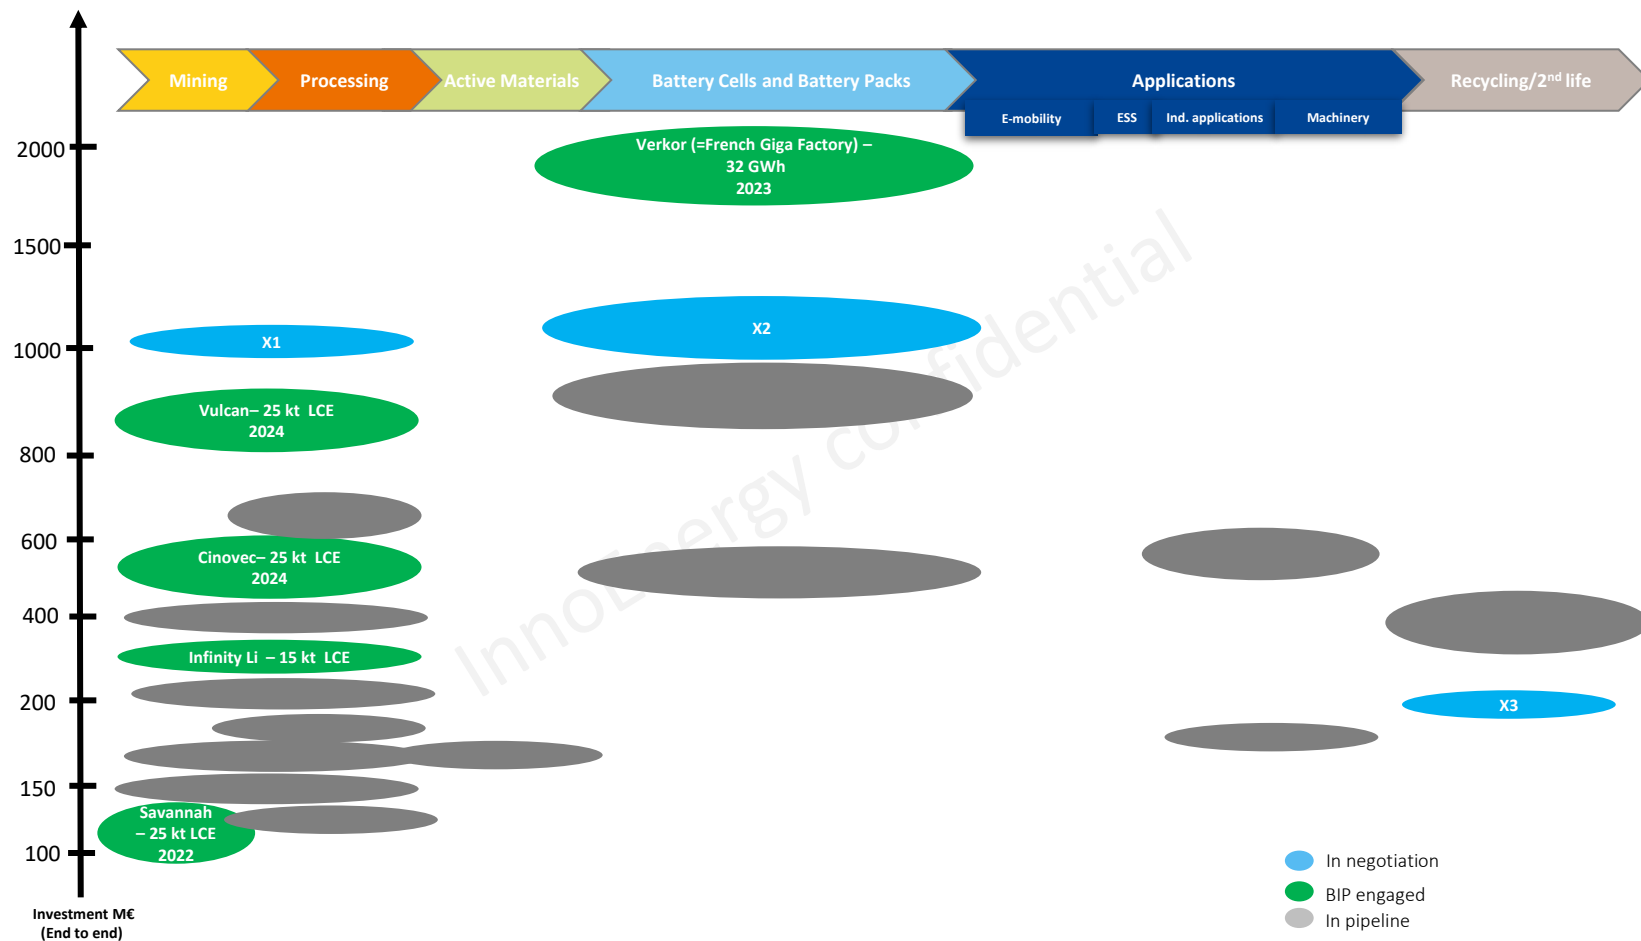 Mining
Processing
Active Materials
Battery Cells and Battery Packs
Applications
Recycling/2nd life
E-mobility
ESS
Ind. applications
Machinery
2000
1500
1000
800
600
400
200
150
100
Investment M€
(End to end)
Verkor (=French Giga Factory) –
32 GWh
2023
X1
X2
Vulcan– 25 kt LCE
2024
Cinovec– 25 kt LCE
2024
Infinity Li – 15 kt LCE
X3
Savannah
– 25 kt LCE
2022
InnoEnergy confidential
In negotiation
BIP engaged
In pipeline